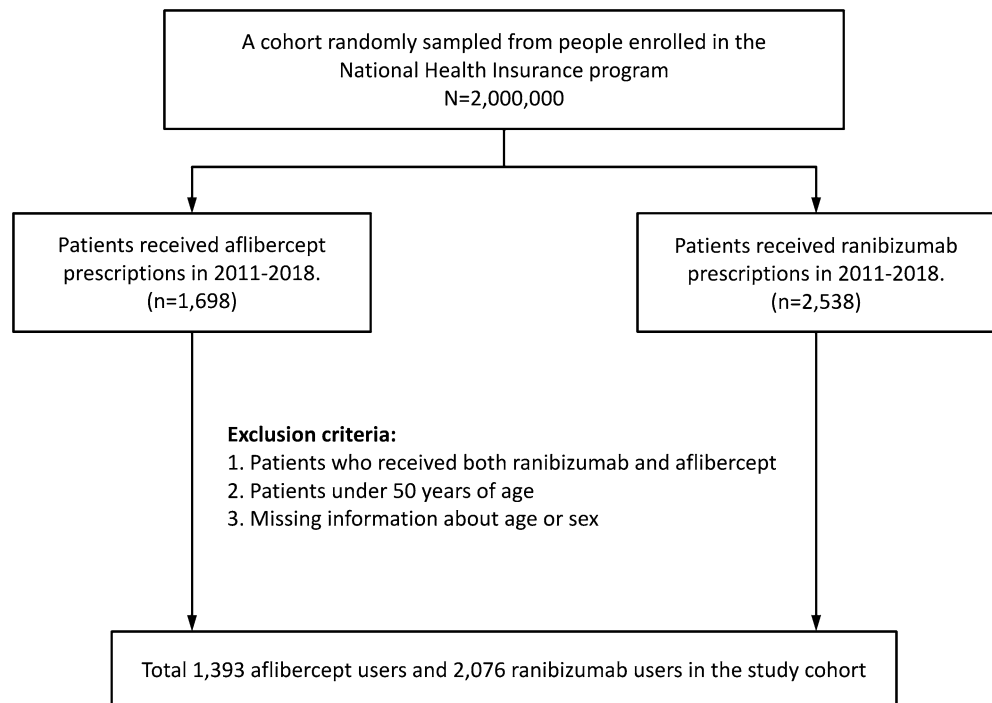 A cohort randomly sampled from people enrolled in the
National Health Insurance program
N=2,000,000
Patients received aflibercept
prescriptions in 2011-2018.
(n=1,698)
Patients received ranibizumab
prescriptions in 2011-2018.
(n=2,538)
Exclusion criteria:
1. Patients who received both ranibizumab and aflibercept
2. Patients under 50 years of age
3. Missing information about age or sex
Total 1,393 aflibercept users and 2,076 ranibizumab users in the study cohort